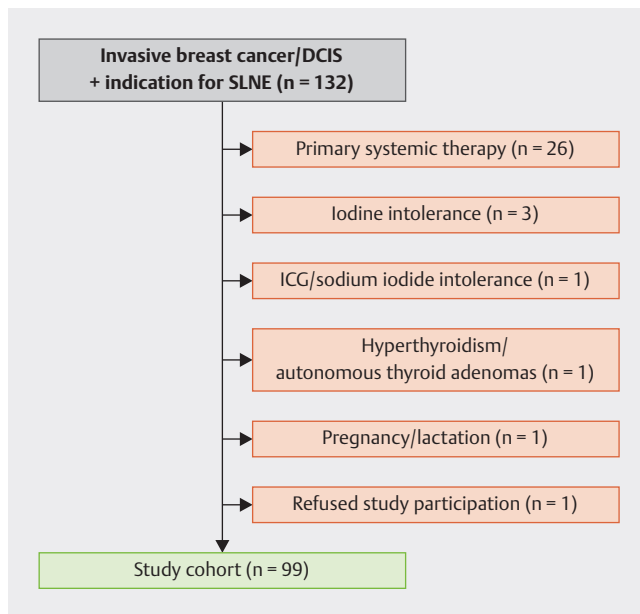 Invasive breast cancer/DCIS
+ indication for SLNE (n = 132)
Primary systemic therapy (n = 26)
Iodine intolerance (n = 3)
ICG/sodium iodide intolerance (n = 1)
Hyperthyroidism/
autonomous thyroid adenomas (n = 1)
Pregnancy/lactation (n = 1)
Refused study participation (n = 1)
Study cohort (n = 99)